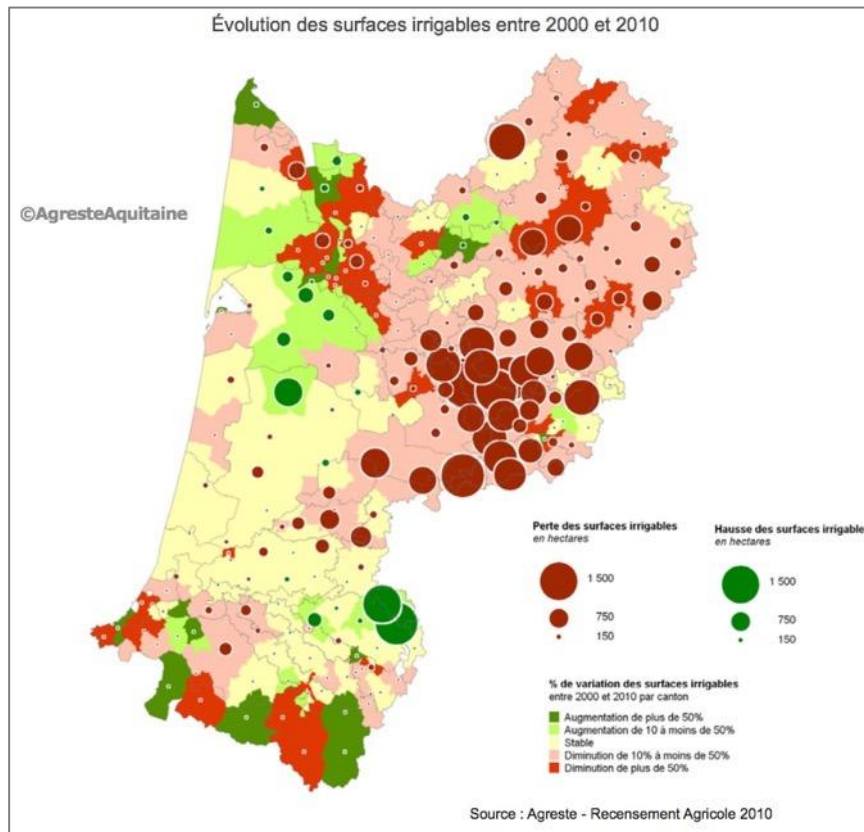 Évolution des surfaces irrigables entre 2000 et 2010
©AgresteAquitaine
Perte des surfaces irrigables
en hectares
1 500
750
150
Hausse des surfaces irrigable
en hectares
1 500
750
150
% de variation des surfaces irrigables
entre 2000 et 2010 par canton
Augmentation de plus de 50%
Augmentation de 10 à moins de 50%
Stable
Diminution de 10% à moins de 50%
Diminution de plus de 50%
Source : Agreste - Recensement Agricole 2010